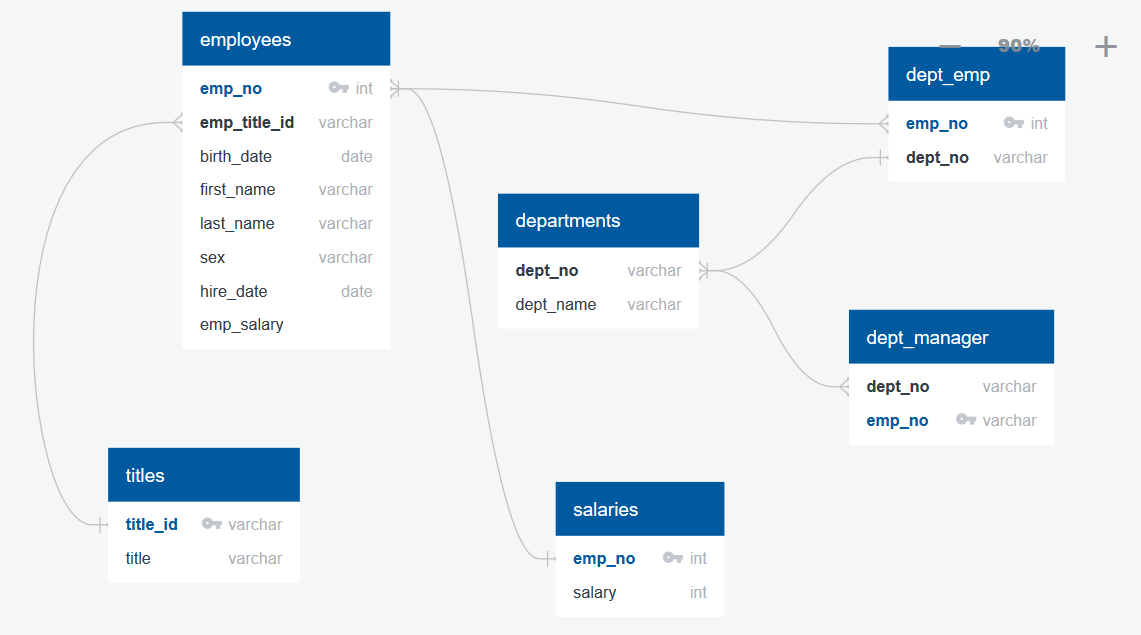 employees
emp_no int
emp_title_id varchar
birth_date date
first_name varchar
last_name varchar
sex varchar
hire_date date
emp_salary
90%
dept_emp
emp_no int
dept_no varchar
departments
dept_no varchar
dept_name varchar
dept_manager
dept_no varchar
emp_no varchar
titles
title_id varchar
title varchar
salaries
emp_no int
salary int